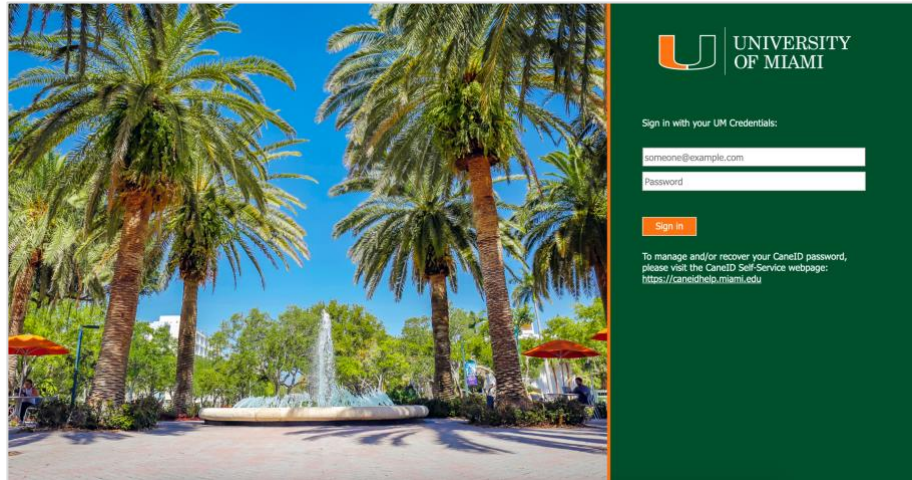 UNIVERSITY
OF MIAMI
Sign in with your UM Credentials:
someone@example.com
Password
Sign in
To manage and/or recover your CaneID password,
please visit the CaneID Self-Service webpage:
https://caneidhelp.miami.edu